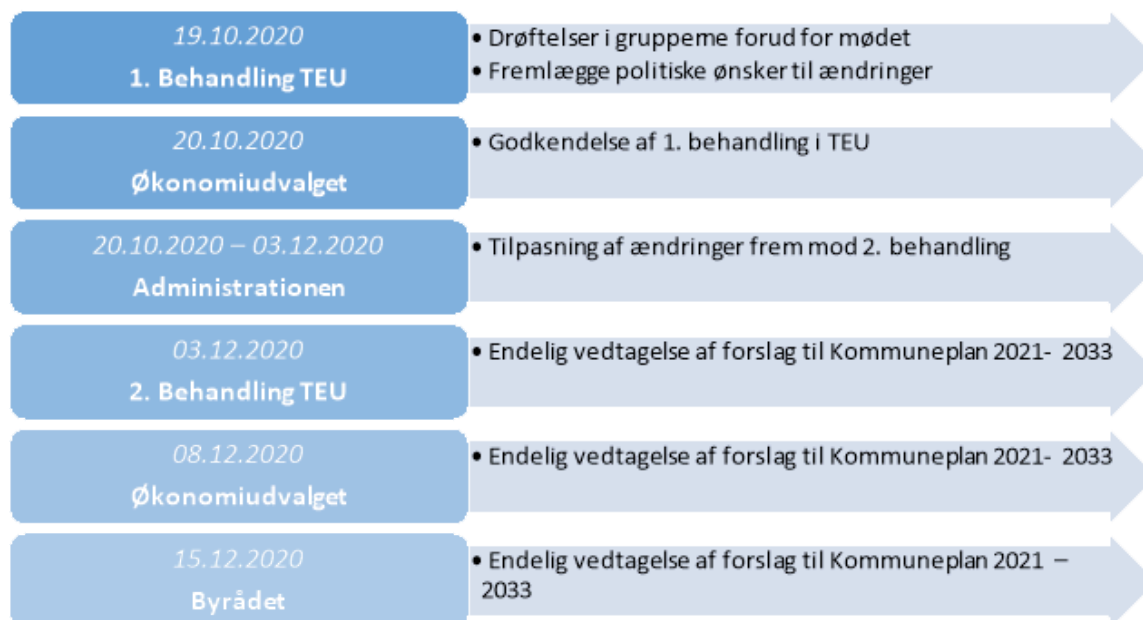 19.10.2020
1. Behandling TEU
• Drøftelser i grupperne forud for mødet
• Fremlægge politiske ønsker til ændringer
20.10.2020
Økonomiudvalget
• Godkendelse af 1. behandling i TEU
20.10.2020 – 03.12.2020
Administrationen
• Tilpasning af ændringer frem mod 2. behandling
03.12.2020
2. Behandling TEU
• Endelig vedtagelse af forslag til Kommuneplan 2021- 2033
08.12.2020
Økonomiudvalget
• Endelig vedtagelse af forslag til Kommuneplan 2021- 2033
15.12.2020
Byrådet
• Endelig vedtagelse af forslag til Kommuneplan 2021 –
2033